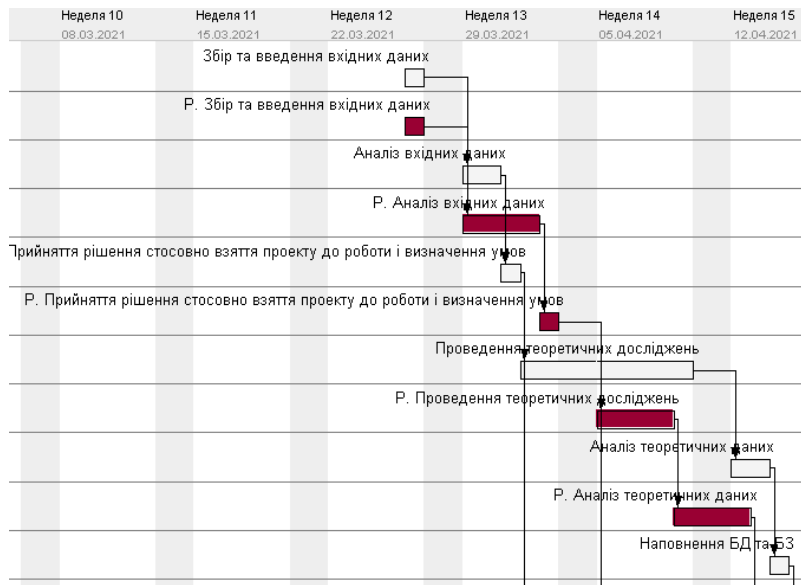 Неделя 10 Неделя 11 Неделя 12 Неделя 13 Неделя 14 Неделя 15
08.03.2021 15.03.2021 22.03.2021 29.03.2021 05.04.2021 12.04.2021
Збір та введення вхідних даних
Р. Збір та введення вхідних даних
Аналіз вхідних даних
Р. Аналіз вхідних даних
Прийняття рішення стосовно взяття проекту до роботи і визначення умов
Р. Прийняття рішення стосовно взяття проекту до роботи і визначення умов
Проведення теоретичних досліджень
Р. Проведення теоретичних досліджень
Аналіз теоретичних даних
Р. Аналіз теоретичних даних
Наповнення БД та БЗ